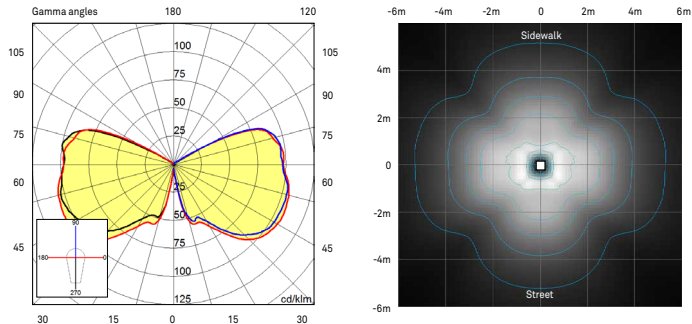 Gamma angles 180 120
105 105
90 90
75 75
60 60
45 45
30 15 0 15 30
100
75
50
25
25
50
75
100
125
cd/klm
90
180 0
270
-6m -4m -2m 0 2m 4m 6m
Sidewalk
4m
2m
0
-2m
-4m
-6m
Street